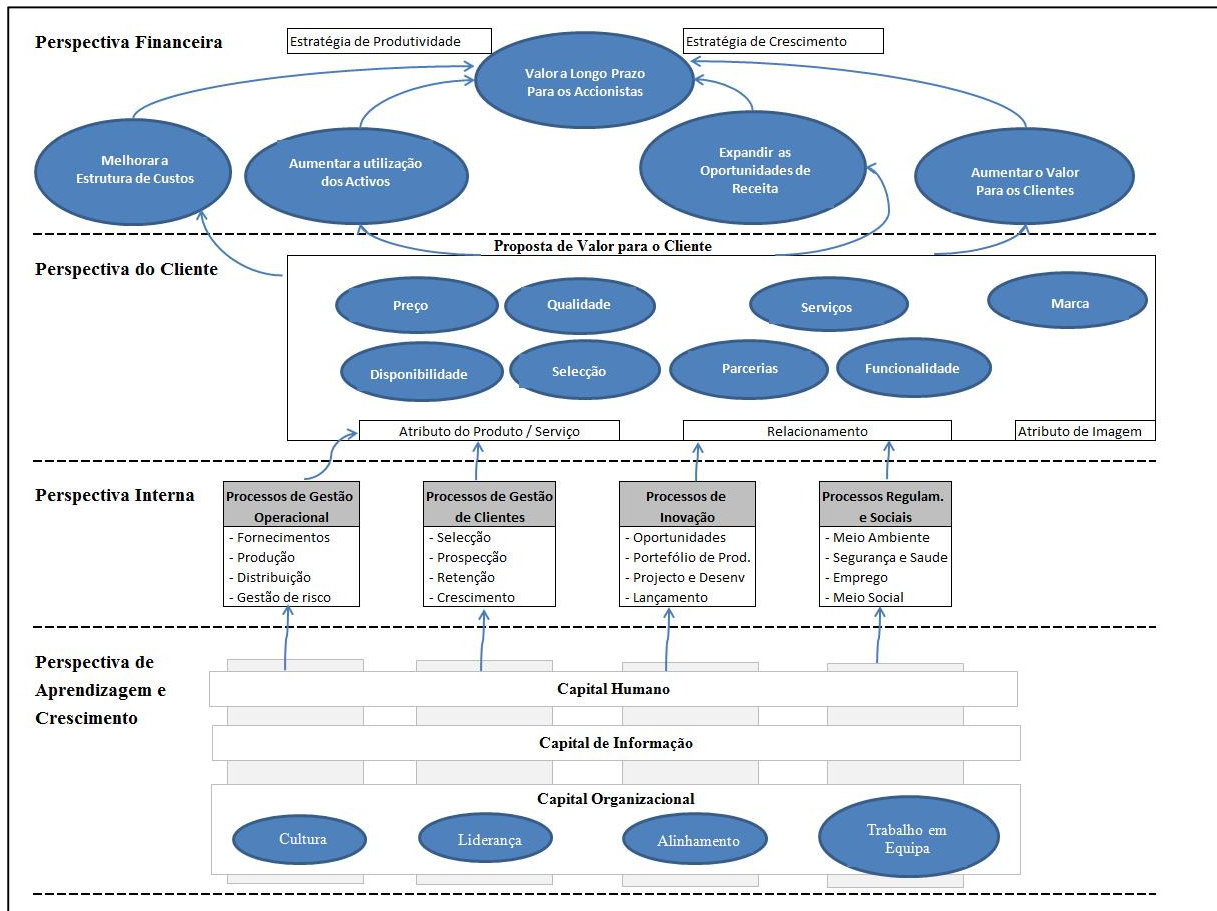 Perspectiva Financeira
Estratégia de Produtividade
Estratégia de Crescimento
Valor a Longo Prazo
Para os Accionistas
Melhorar a
Estrutura de Custos
Aumentar a utilização
dos Activos
Expandir as
Oportunidades de
Receita
Aumentar o Valor
Para os Clientes
Proposta de Valor para o Cliente
Perspectiva do Cliente
Preço
Qualidade
Serviços
Marca
Disponibilidade
Selecção
Parcerias
Funcionalidade
Atributo do Produto / Serviço
Relacionamento
Atributo de Imagem
Perspectiva Interna
Processos de Gestão
Operacional
- Fornecimentos
- Produção
- Distribuição
- Gestão de risco
Processos de Gestão
de Clientes
- Selecção
- Prospecção
- Retenção
- Crescimento
Processos de
Inovação
- Oportunidades
- Portefólio de Prod.
- Projecto e Desenv
- Lançamento
Processos Regulam.
e Sociais
- Meio Ambiente
- Segurança e Saude
- Emprego
- Meio Social
Perspectiva de
Aprendizagem e
Crescimento
Capital Humano
Capital de Informação
Capital Organizacional
Cultura
Liderança
Alinhamento
Trabalho em
Equipa